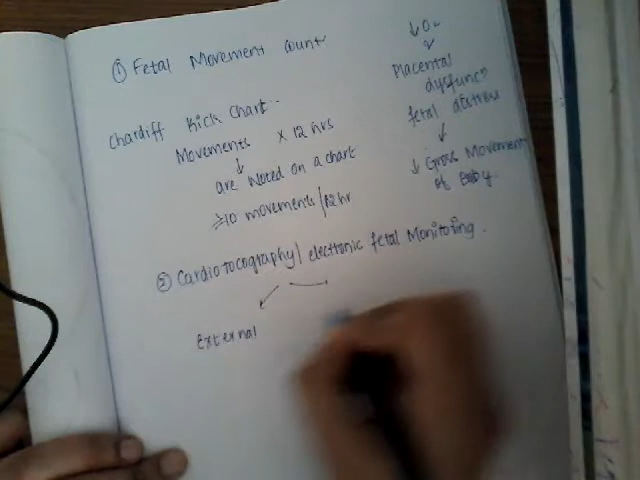 ① Fetal Movement count
Chardiff Kick Chart..
Movements × 12 hrs
↓
are Noted on a chart
≥10 movements/12 hr
↓ O₂
↓
Placental
dysfunc?
fetal distress
↓
↓ Gross Movement
of Baby.
② Cardiotocography/ electronic fetal Monitoring.
External